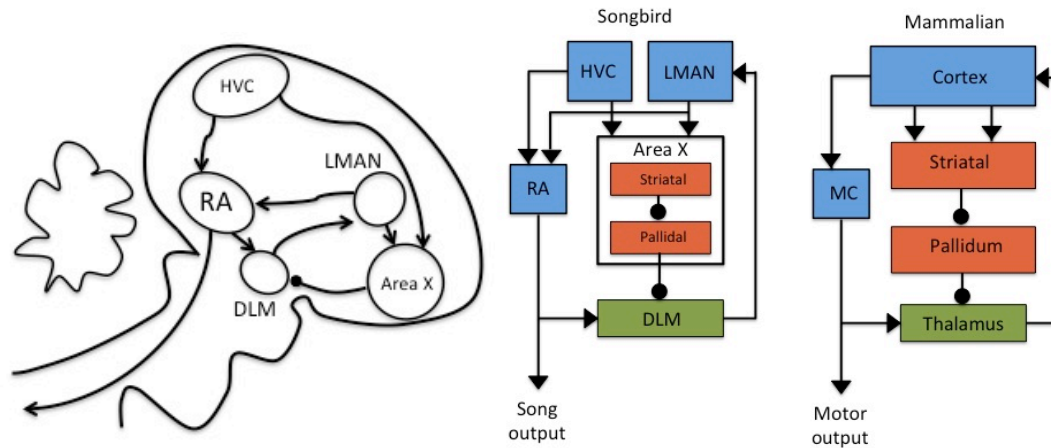 HVC
LMAN
RA
DLM
Area X
Songbird
HVC
LMAN
Area X
RA
Striatal
Pallidal
DLM
Song
output
Mammalian
Cortex
Striatal
MC
Pallidum
Thalamus
Motor
output